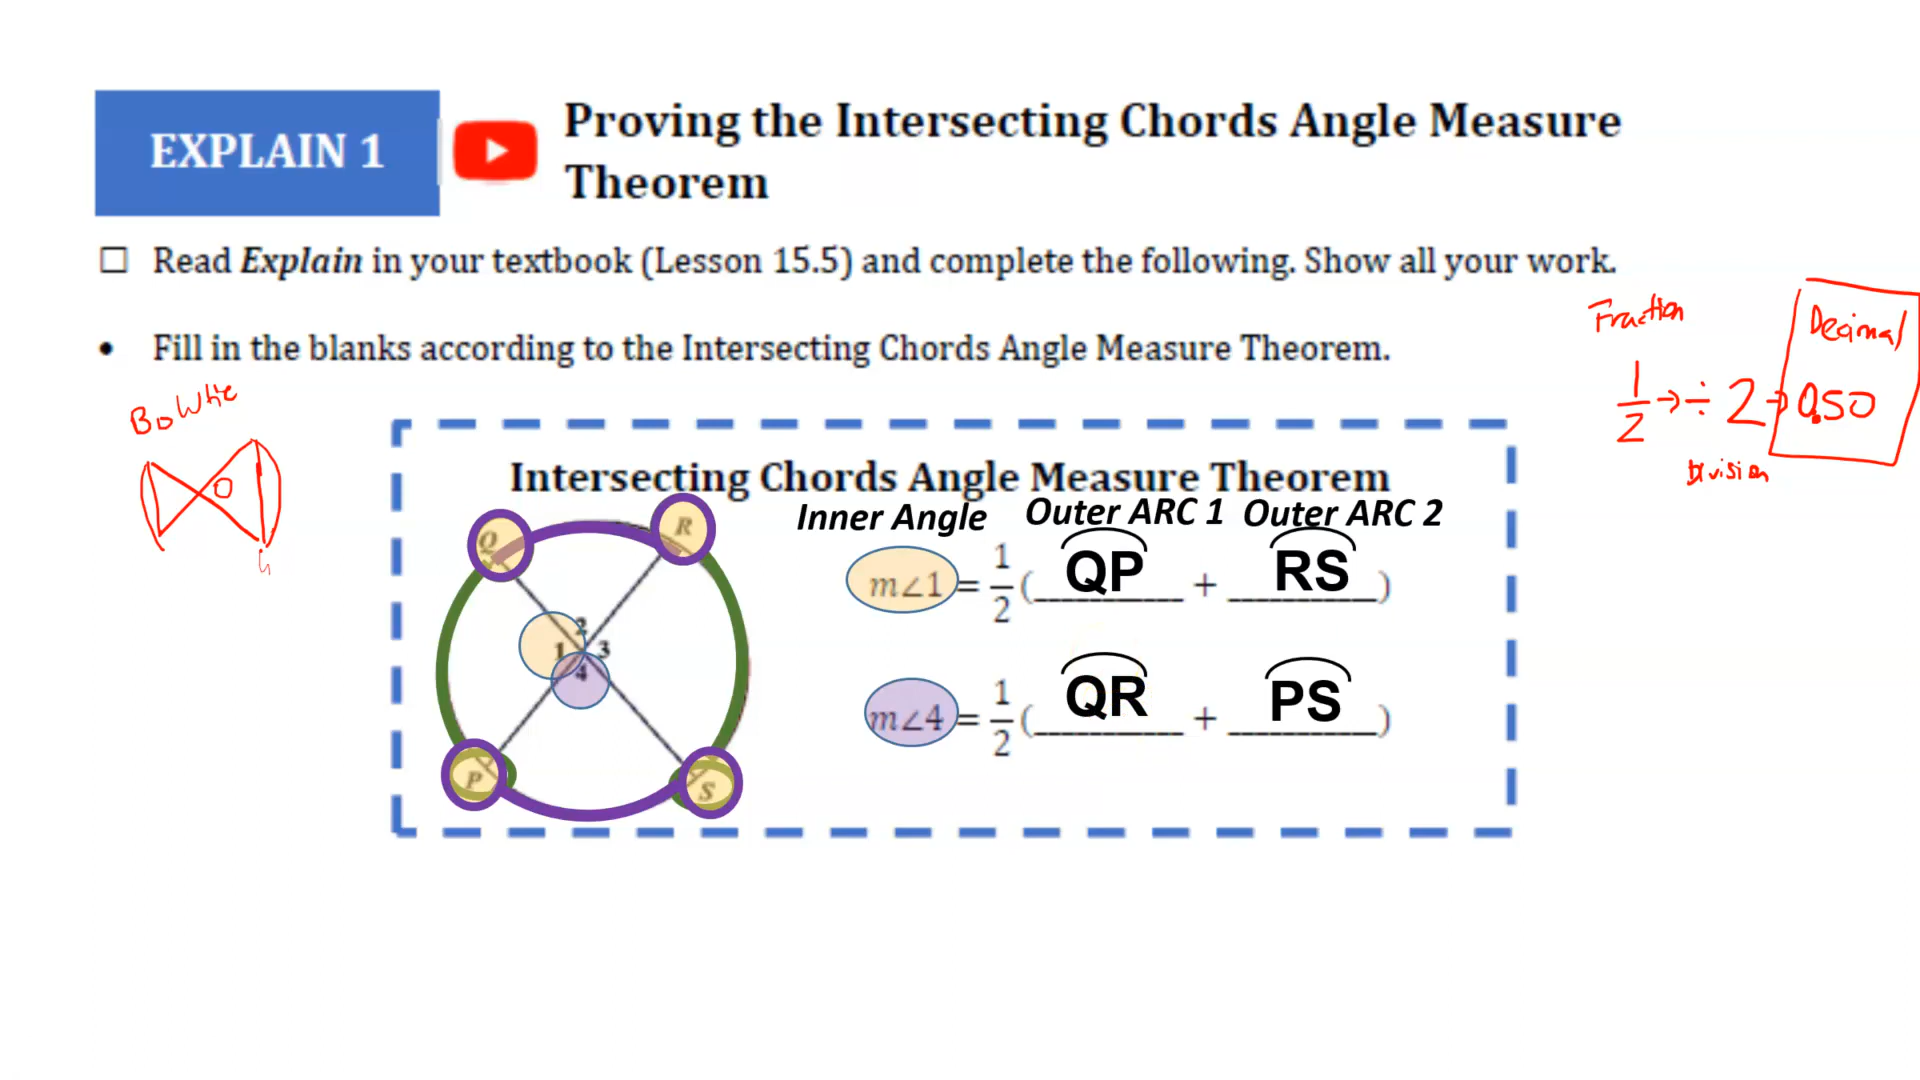 EXPLAIN 1
Proving the Intersecting Chords Angle Measure
Theorem
☐ Read Explain in your textbook (Lesson 15.5) and complete the following. Show all your work.
• Fill in the blanks according to the Intersecting Chords Angle Measure Theorem.
Fraction
Decimal
1/2 → ÷ 2 → 0.50
Division
Bowtie
Intersecting Chords Angle Measure Theorem
Inner Angle Outer ARC 1 Outer ARC 2
m∠1 = 1/2 (QP + RS)
m∠4 = 1/2 (QR + PS)
Q
R
2
1 3
4
P
S